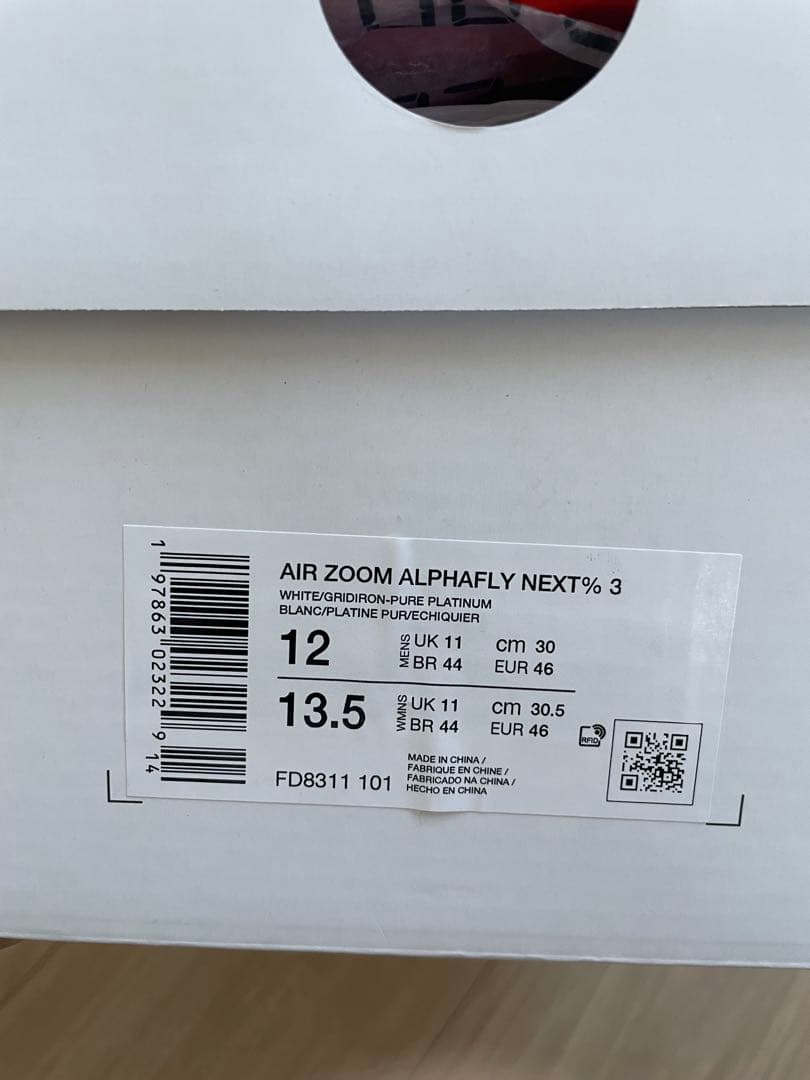 AIR ZOOM ALPHAFLY NEXT% 3
WHITE/GRIDIRON-PURE PLATINUM
BLANC/PLATINE PUR/ECHIQUIER
12 MENS UK 11 cm 30
BR 44 EUR 46
13.5 WMNS UK 11 cm 30.5
BR 44 EUR 46
RFID
FD8311 101
MADE IN CHINA /
FABRIQUE EN CHINE /
FABRICADO NA CHINA /
HECHO EN CHINA
1 97863 02322 9 14